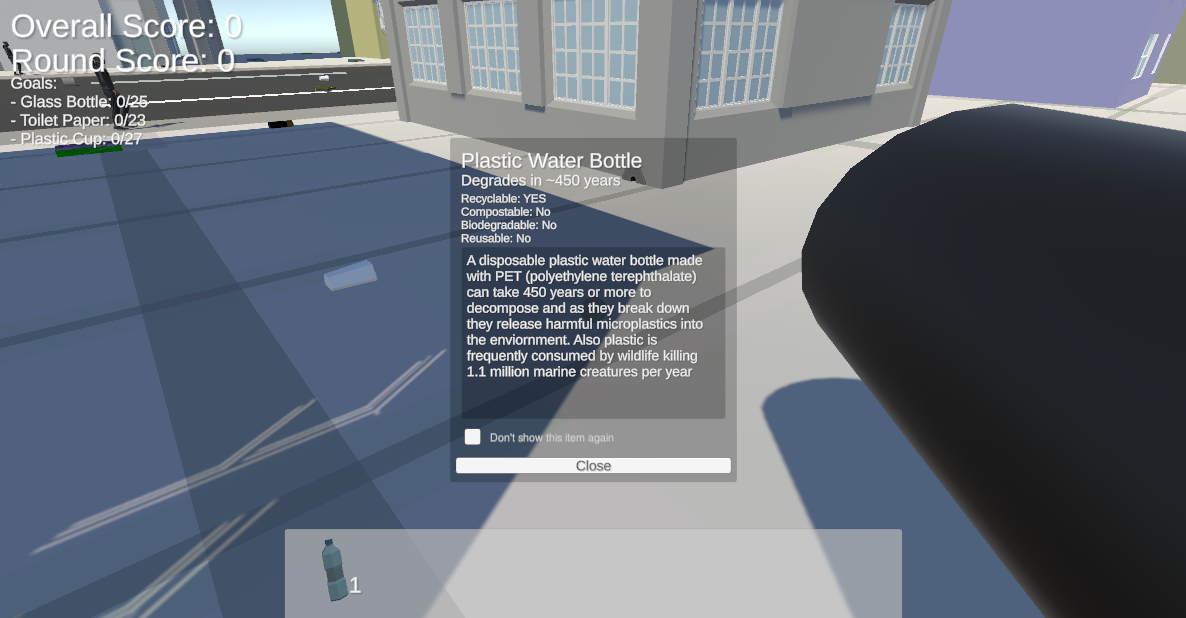 Overall Score: 0
Round Score: 0
Goals:
- Glass Bottle: 0/25
- Toilet Paper: 0/23
- Plastic Cup: 0/27
Plastic Water Bottle
Degrades in ~450 years
Recyclable: YES
Compostable: No
Biodegradable: No
Reusable: No
A disposable plastic water bottle made
with PET (polyethylene terephthalate)
can take 450 years or more to
decompose and as they break down
they release harmful microplastics into
the enviornment. Also plastic is
frequently consumed by wildlife killing
1.1 million marine creatures per year
Don't show this item again
Close
1